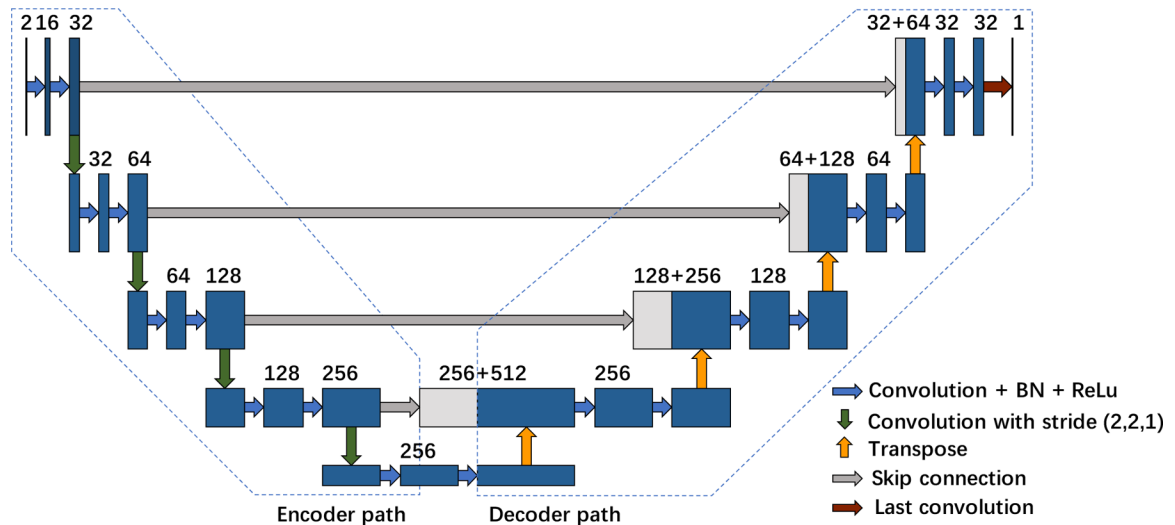 2 16 32
32+64 32 32 1
32 64
64+128 64
64 128
128+256 128
128 256
256+512 256
256
Convolution + BN + ReLu
Convolution with stride (2,2,1)
Transpose
Skip connection
Last convolution
Encoder path
Decoder path